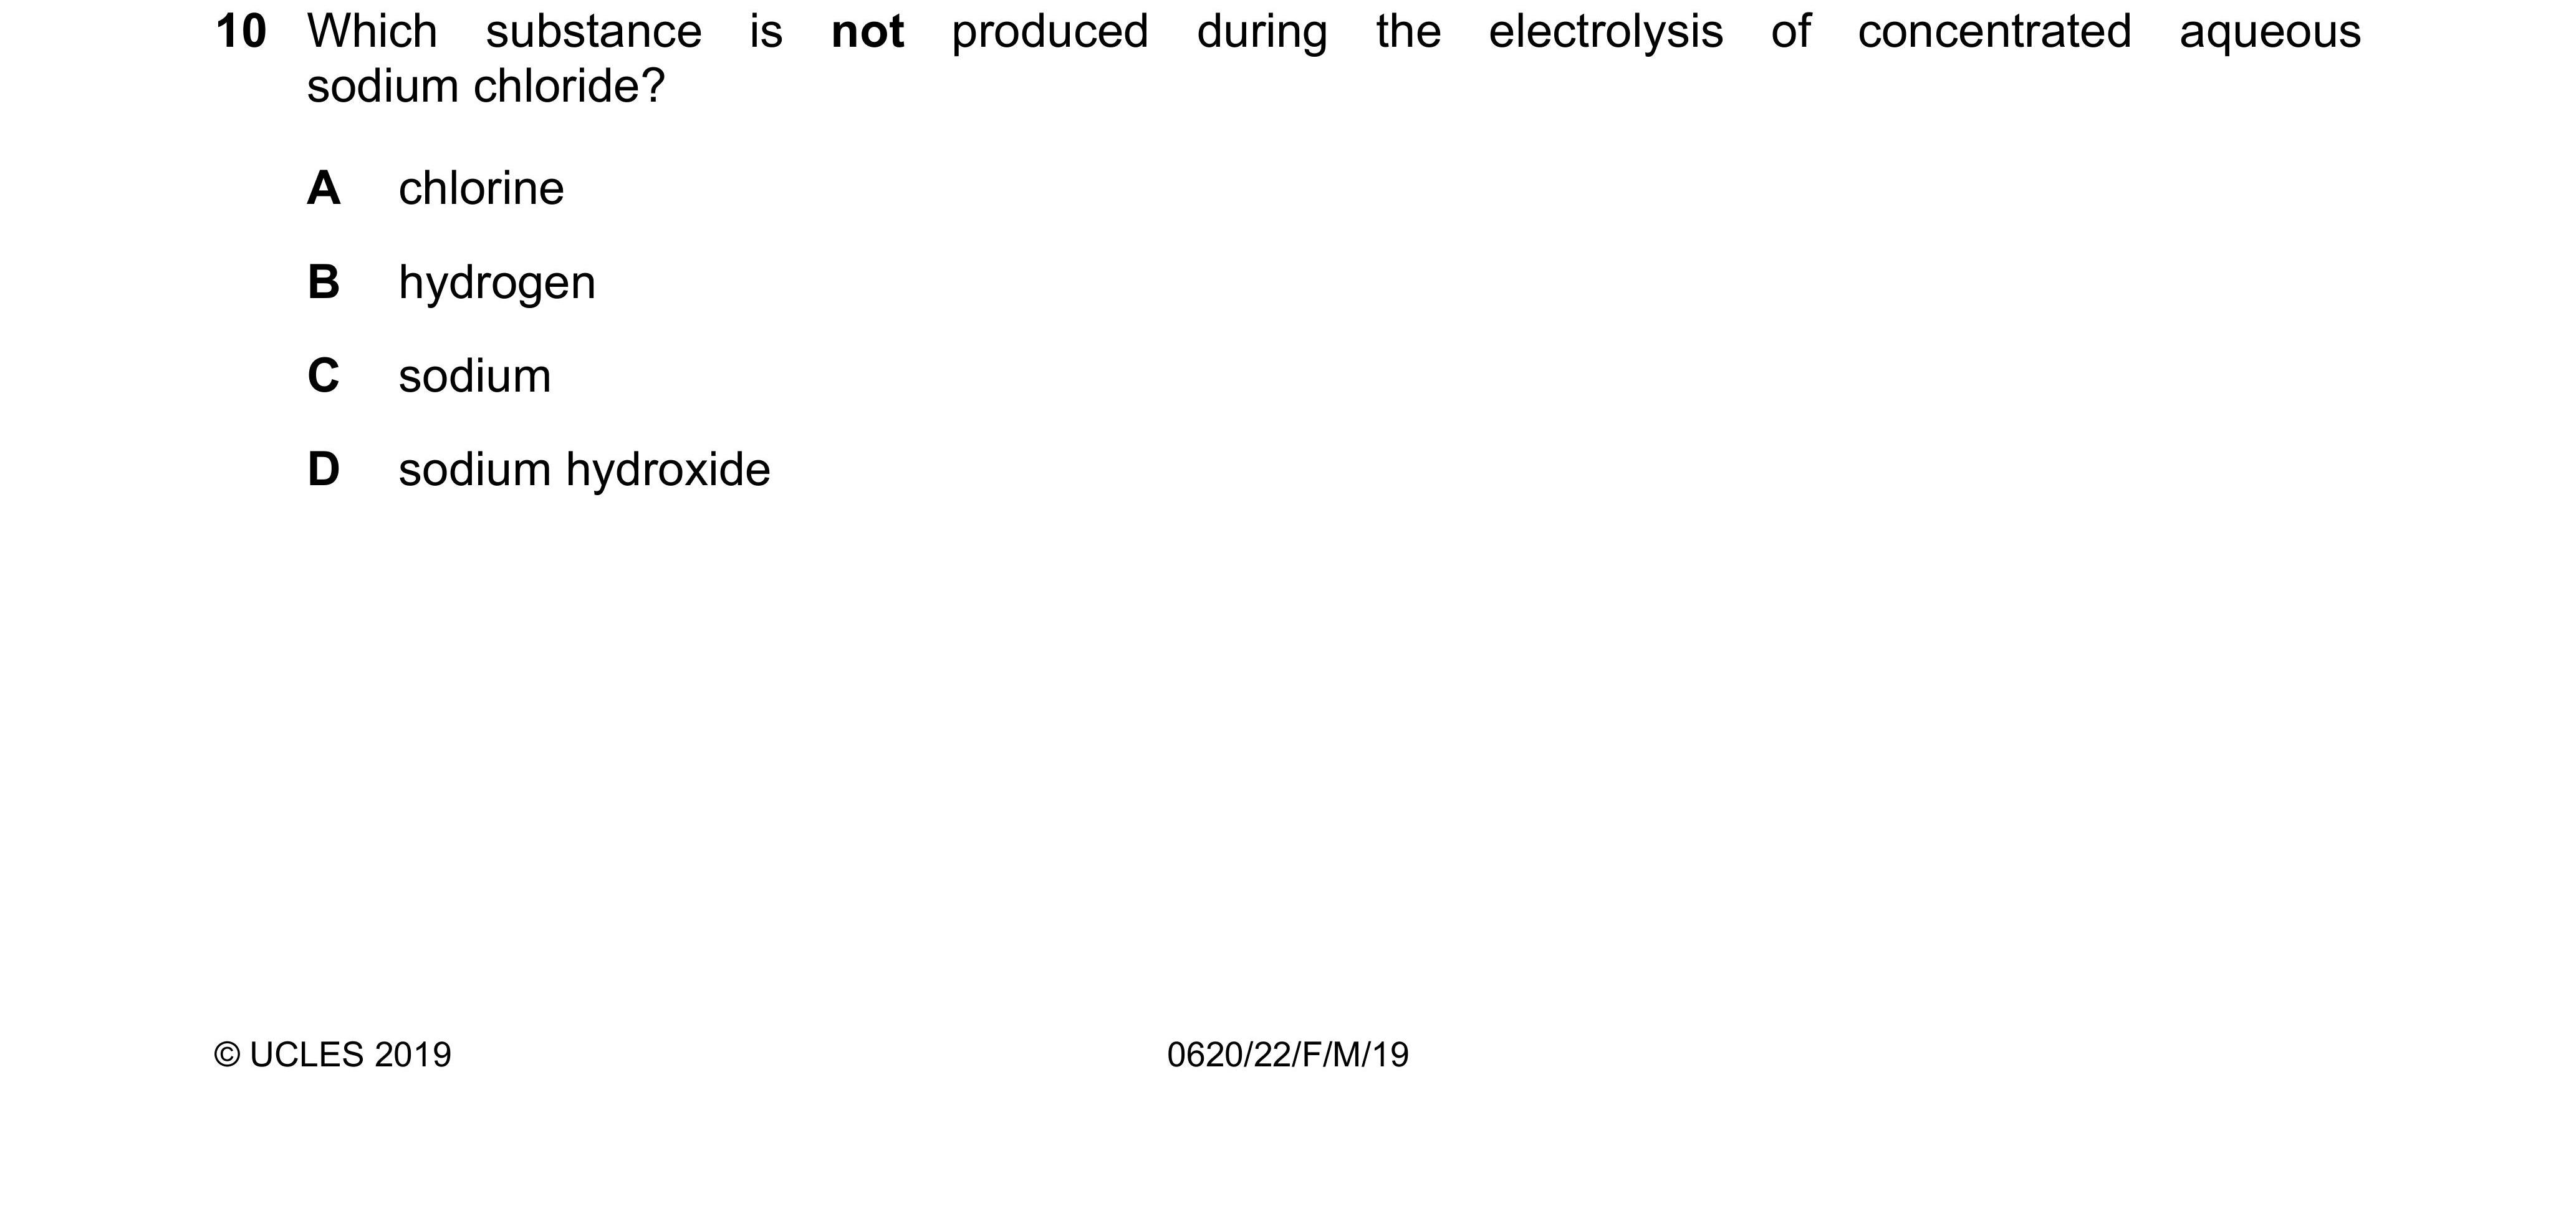 10 Which substance is not produced during the electrolysis of concentrated aqueous
sodium chloride?
A chlorine
B hydrogen
C sodium
D sodium hydroxide
© UCLES 2019 0620/22/F/M/19